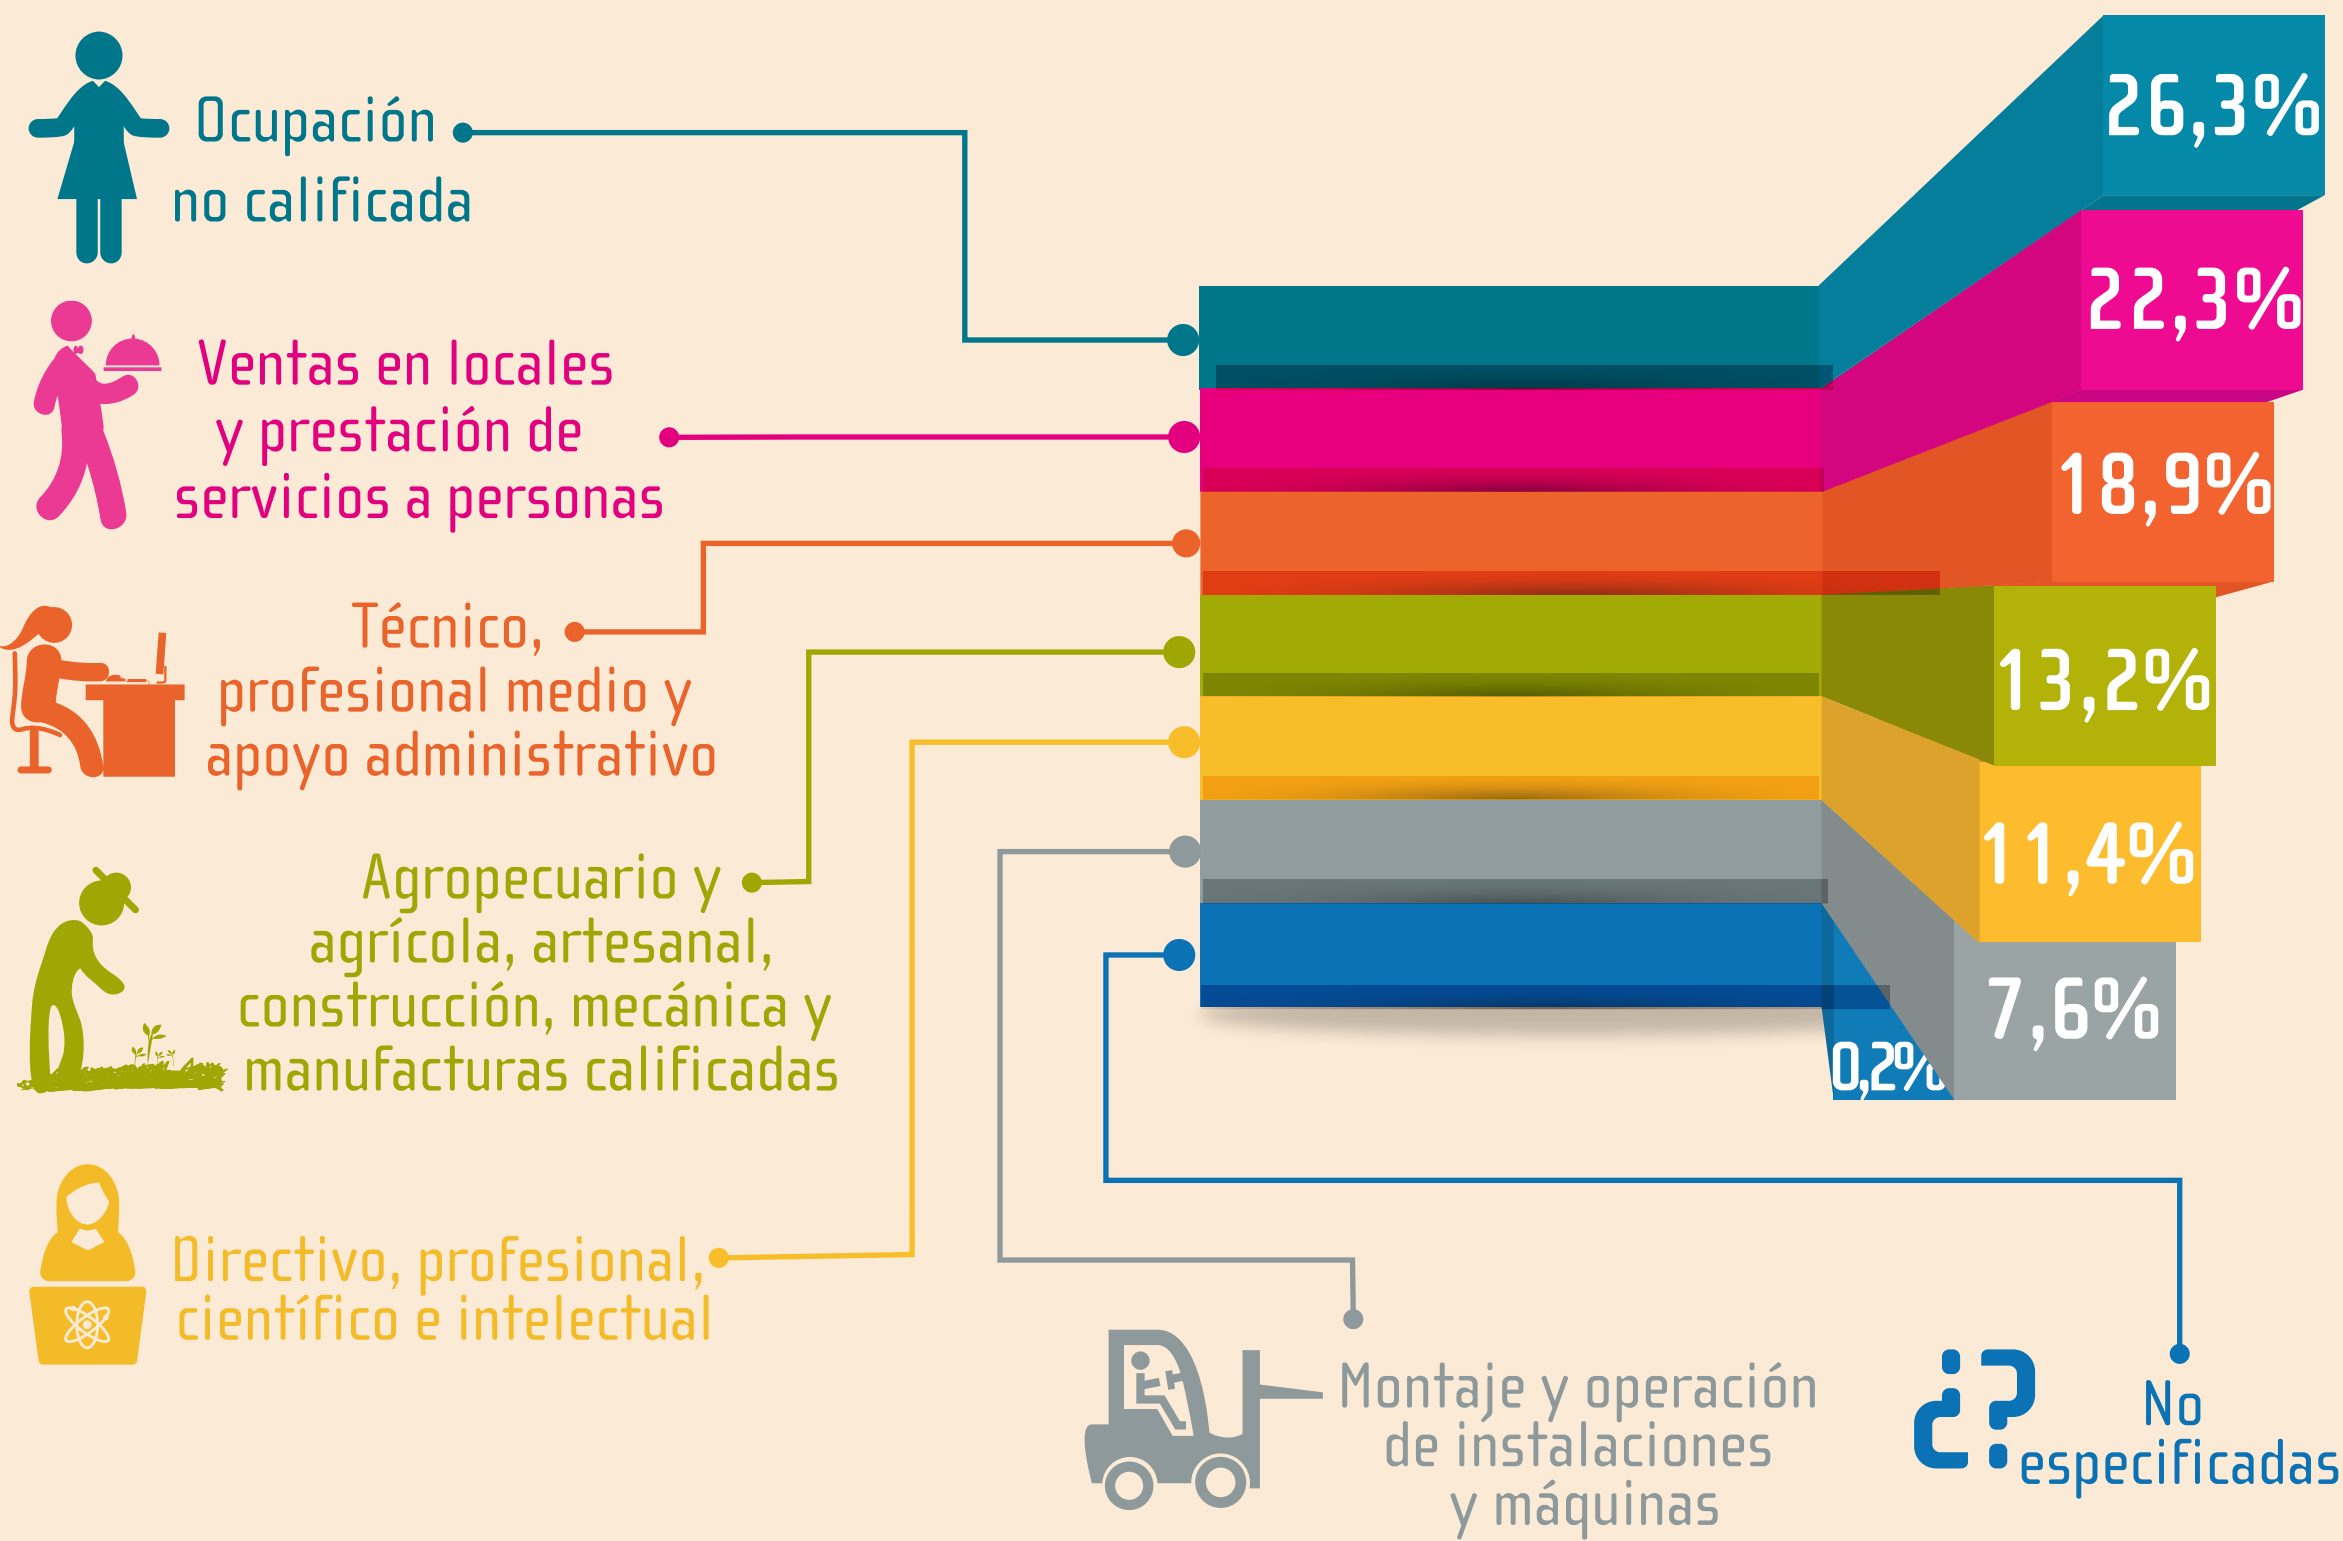 Ocupación
no calificada
Ventas en locales
y prestación de
servicios a personas
Técnico,
profesional medio y
apoyo administrativo
Agropecuario y
agrícola, artesanal,
construcción, mecánica y
manufacturas calificadas
Directivo, profesional,
científico e intelectual
26,3%
22,3%
18,9%
13,2%
11,4%
7,6%
0,2%
Montaje y operación
de instalaciones
y máquinas
¿?
No
especificadas